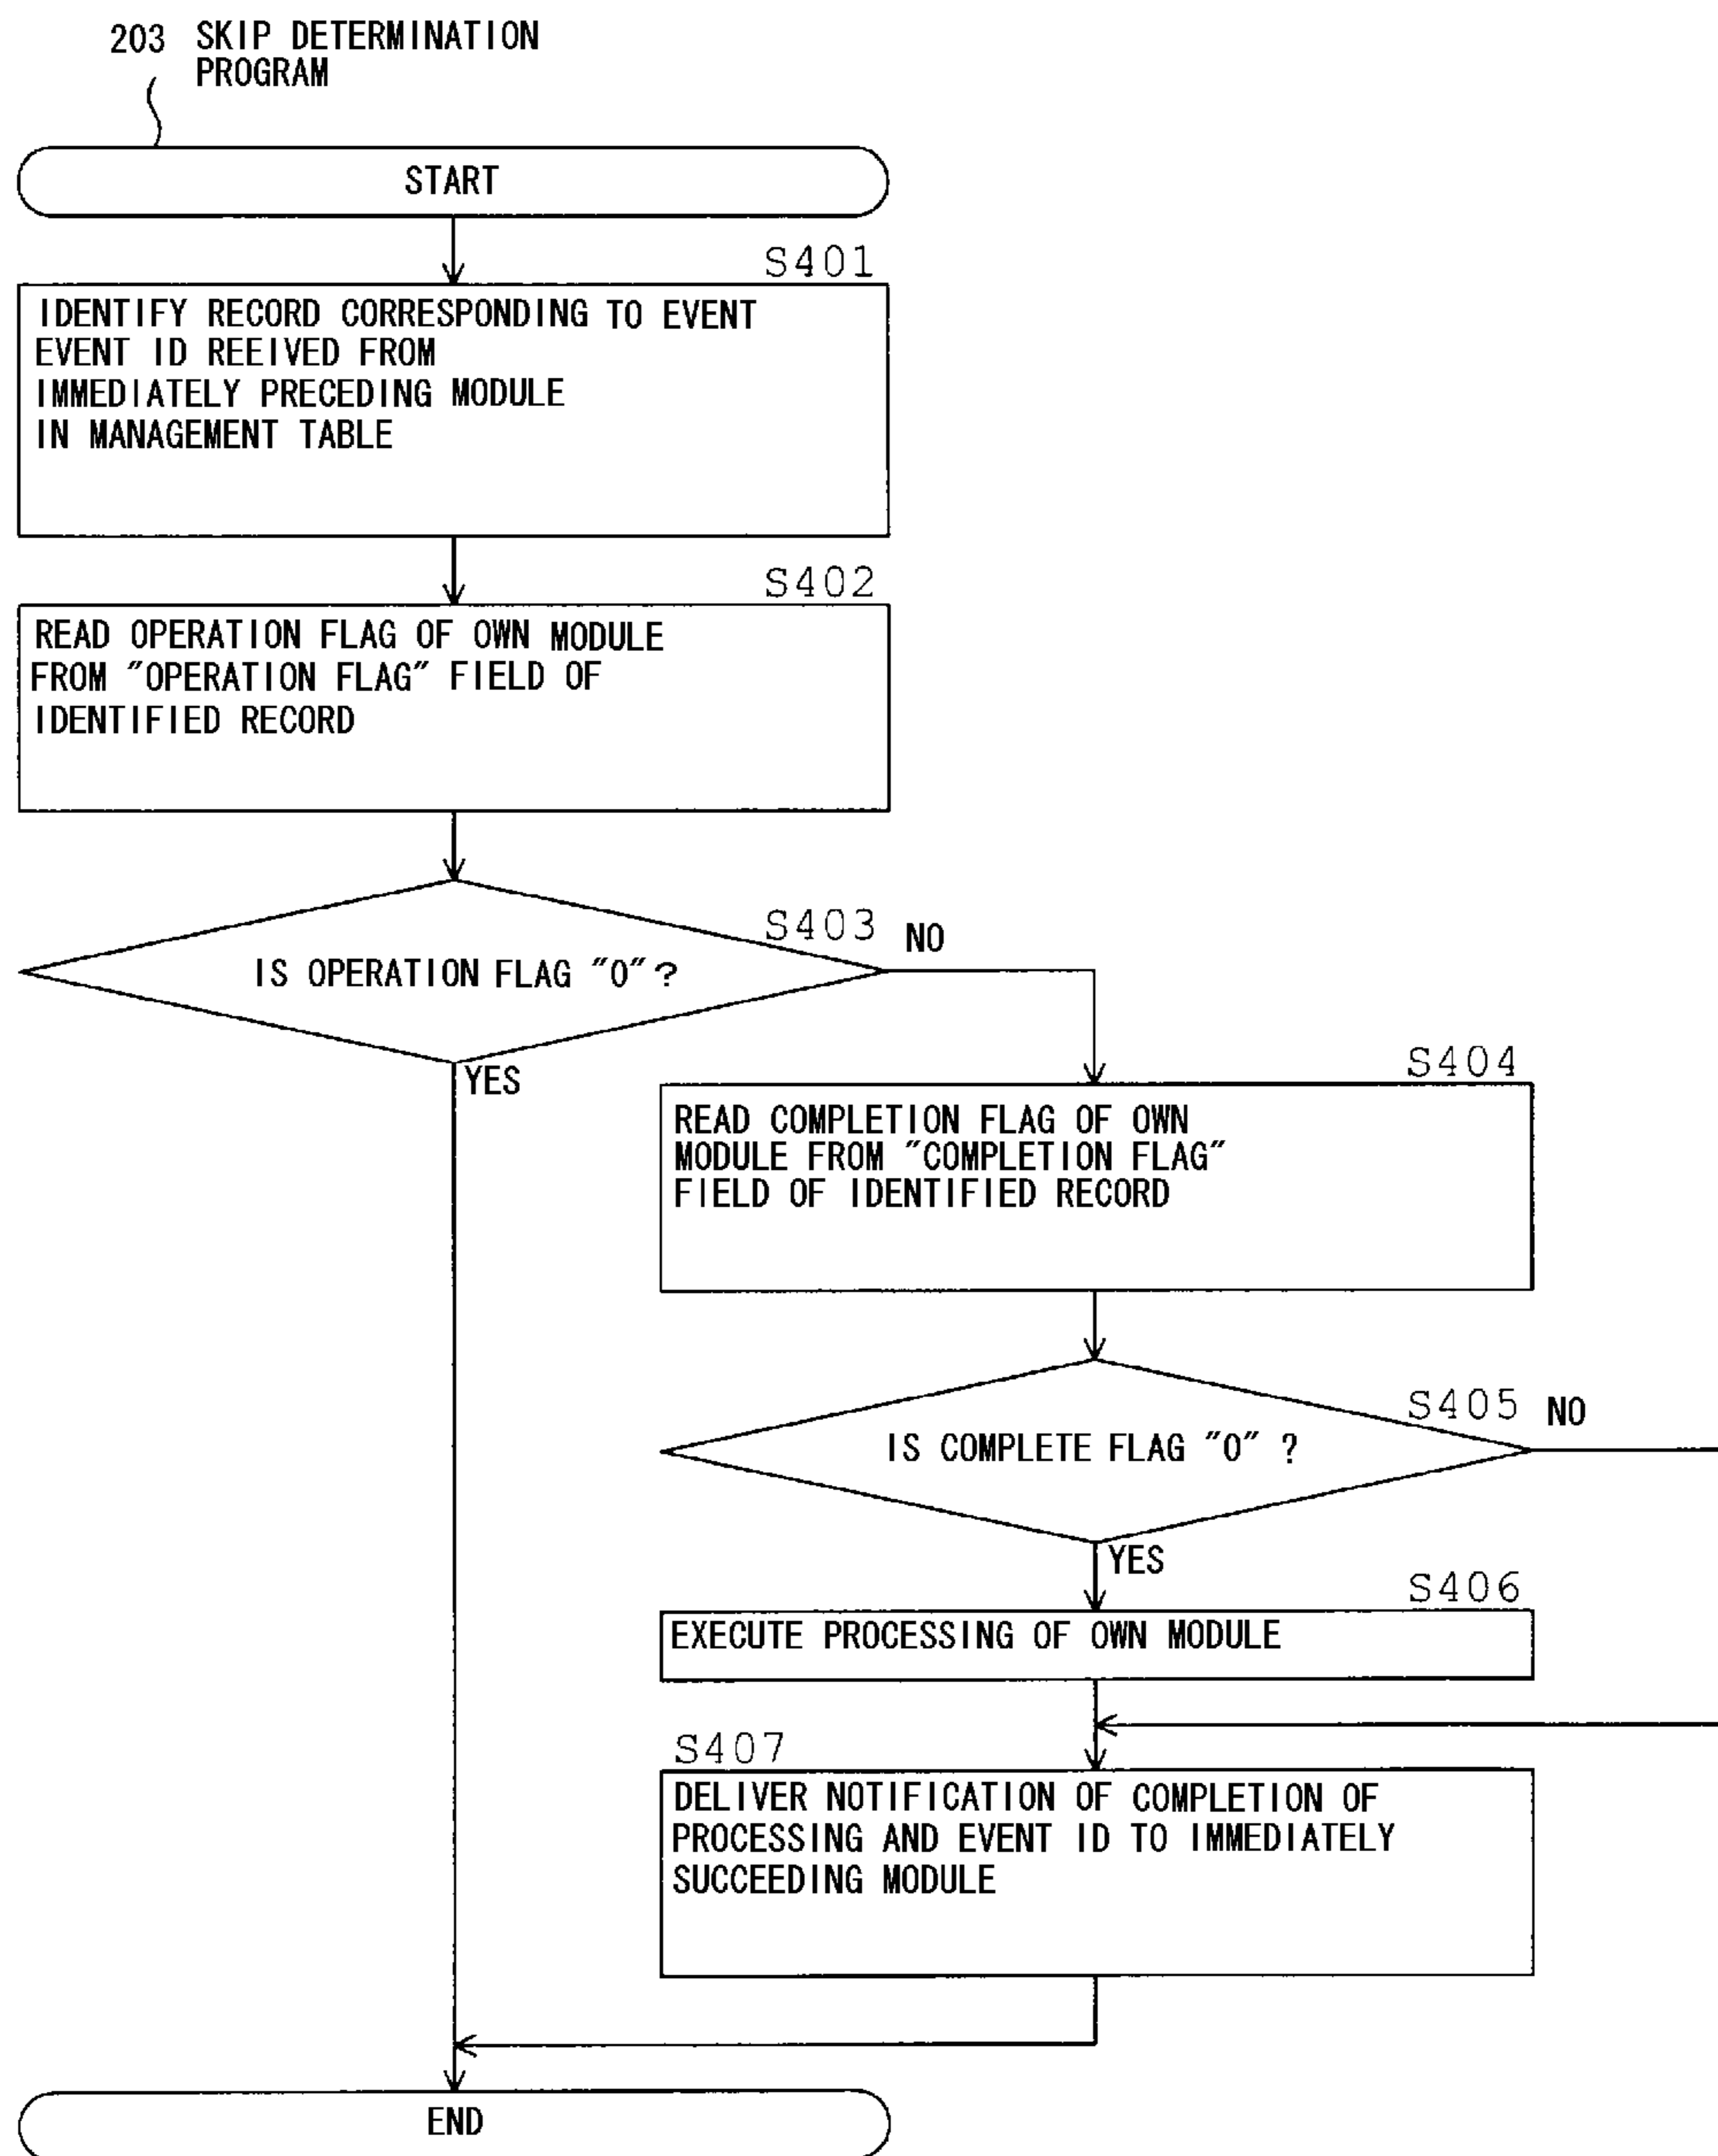 203 SKIP DETERMINATION
PROGRAM
START
S401
IDENTIFY RECORD CORRESPONDING TO EVENT
EVENT ID REEIVED FROM
IMMEDIATELY PRECEDING MODULE
IN MANAGEMENT TABLE
S402
READ OPERATION FLAG OF OWN MODULE
FROM "OPERATION FLAG" FIELD OF
IDENTIFIED RECORD
S403 NO
IS OPERATION FLAG "0"?
YES
S404
READ COMPLETION FLAG OF OWN
MODULE FROM "COMPLETION FLAG"
FIELD OF IDENTIFIED RECORD
S405 NO
IS COMPLETE FLAG "0" ?
YES
S406
EXECUTE PROCESSING OF OWN MODULE
S407
DELIVER NOTIFICATION OF COMPLETION OF
PROCESSING AND EVENT ID TO IMMEDIATELY
SUCCEEDING MODULE
END